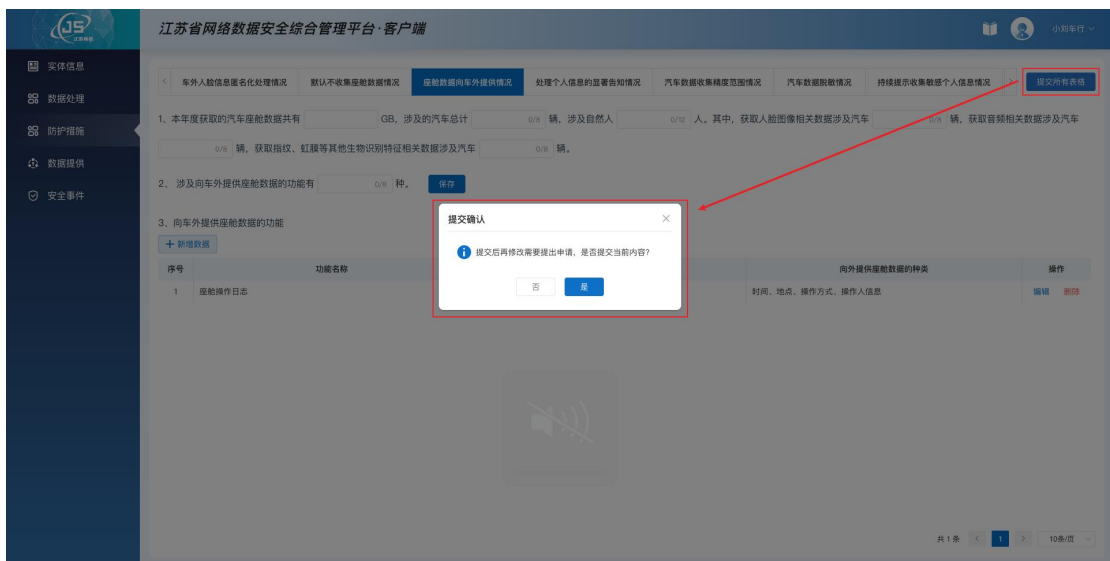 JS
江苏网信
江苏省网络数据安全综合管理平台·客户端
小刘车行
实体信息
数据处理
防护措施
数据提供
安全事件
车外人脸信息匿名化处理情况 默认不收集座舱数据情况 座舱数据向车外提供情况 处理个人信息的显著告知情况 汽车数据收集精度范围情况 汽车数据脱敏情况 持续提示收集敏感个人信息情况 提交所有表格
1、本年度获取的汽车座舱数据共有 GB，涉及的汽车总计 0/8 辆，涉及自然人 0/12 人。其中，获取人脸图像相关数据涉及汽车 0/8 辆，获取音频相关数据涉及汽车
0/8 辆，获取指纹、虹膜等其他生物识别特征相关数据涉及汽车 0/8 辆。
2、涉及向车外提供座舱数据的功能有 0/8 种。 保存
3、向车外提供座舱数据的功能
+ 新增数据
序号 功能名称 向外提供座舱数据的种类 操作
1 座舱操作日志 时间、地点、操作方式、操作人信息 编辑 删除
提交确认
提交后再修改需要提出申请，是否提交当前内容?
否 是
共 1 条 < 1 > 10条/页